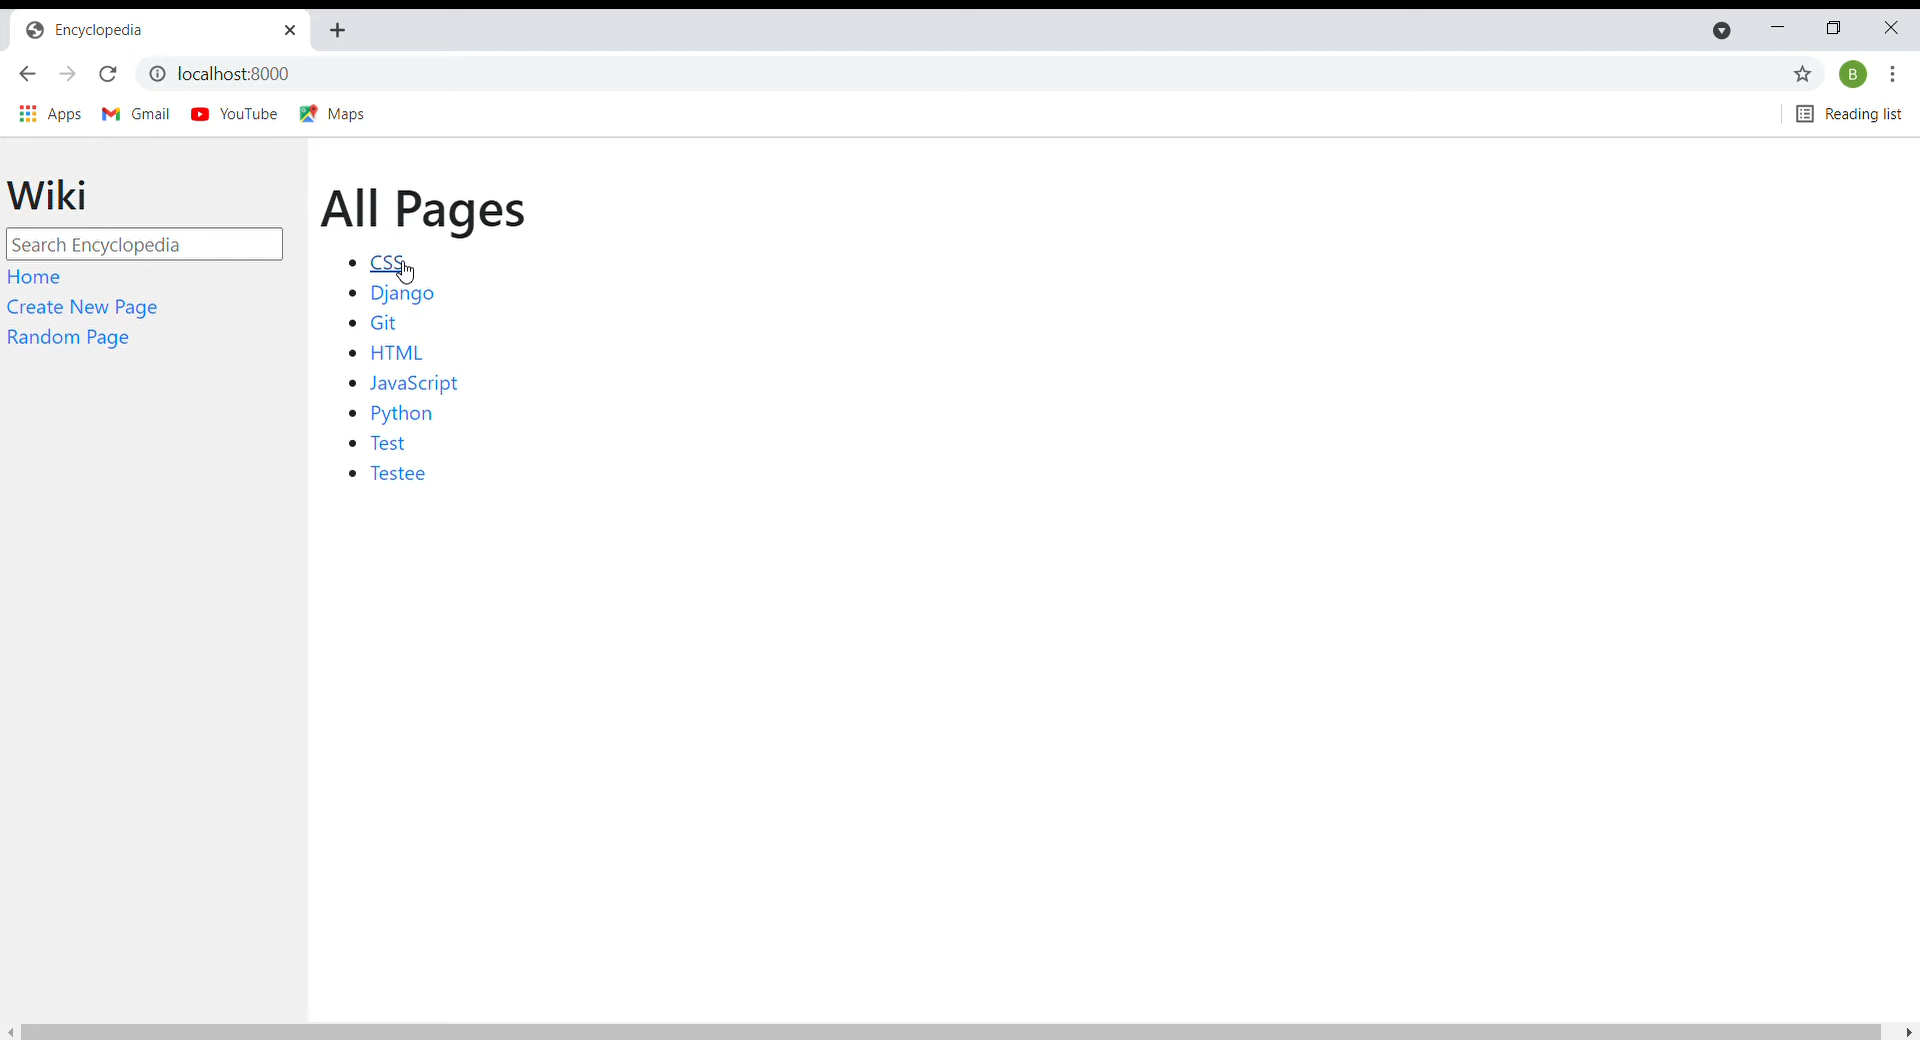 Encyclopedia
localhost:8000
B
Apps
Gmail
YouTube
Maps
Reading list
Wiki
Search Encyclopedia
Home
Create New Page
Random Page
All Pages
CSS
Django
Git
HTML
JavaScript
Python
Test
Testee